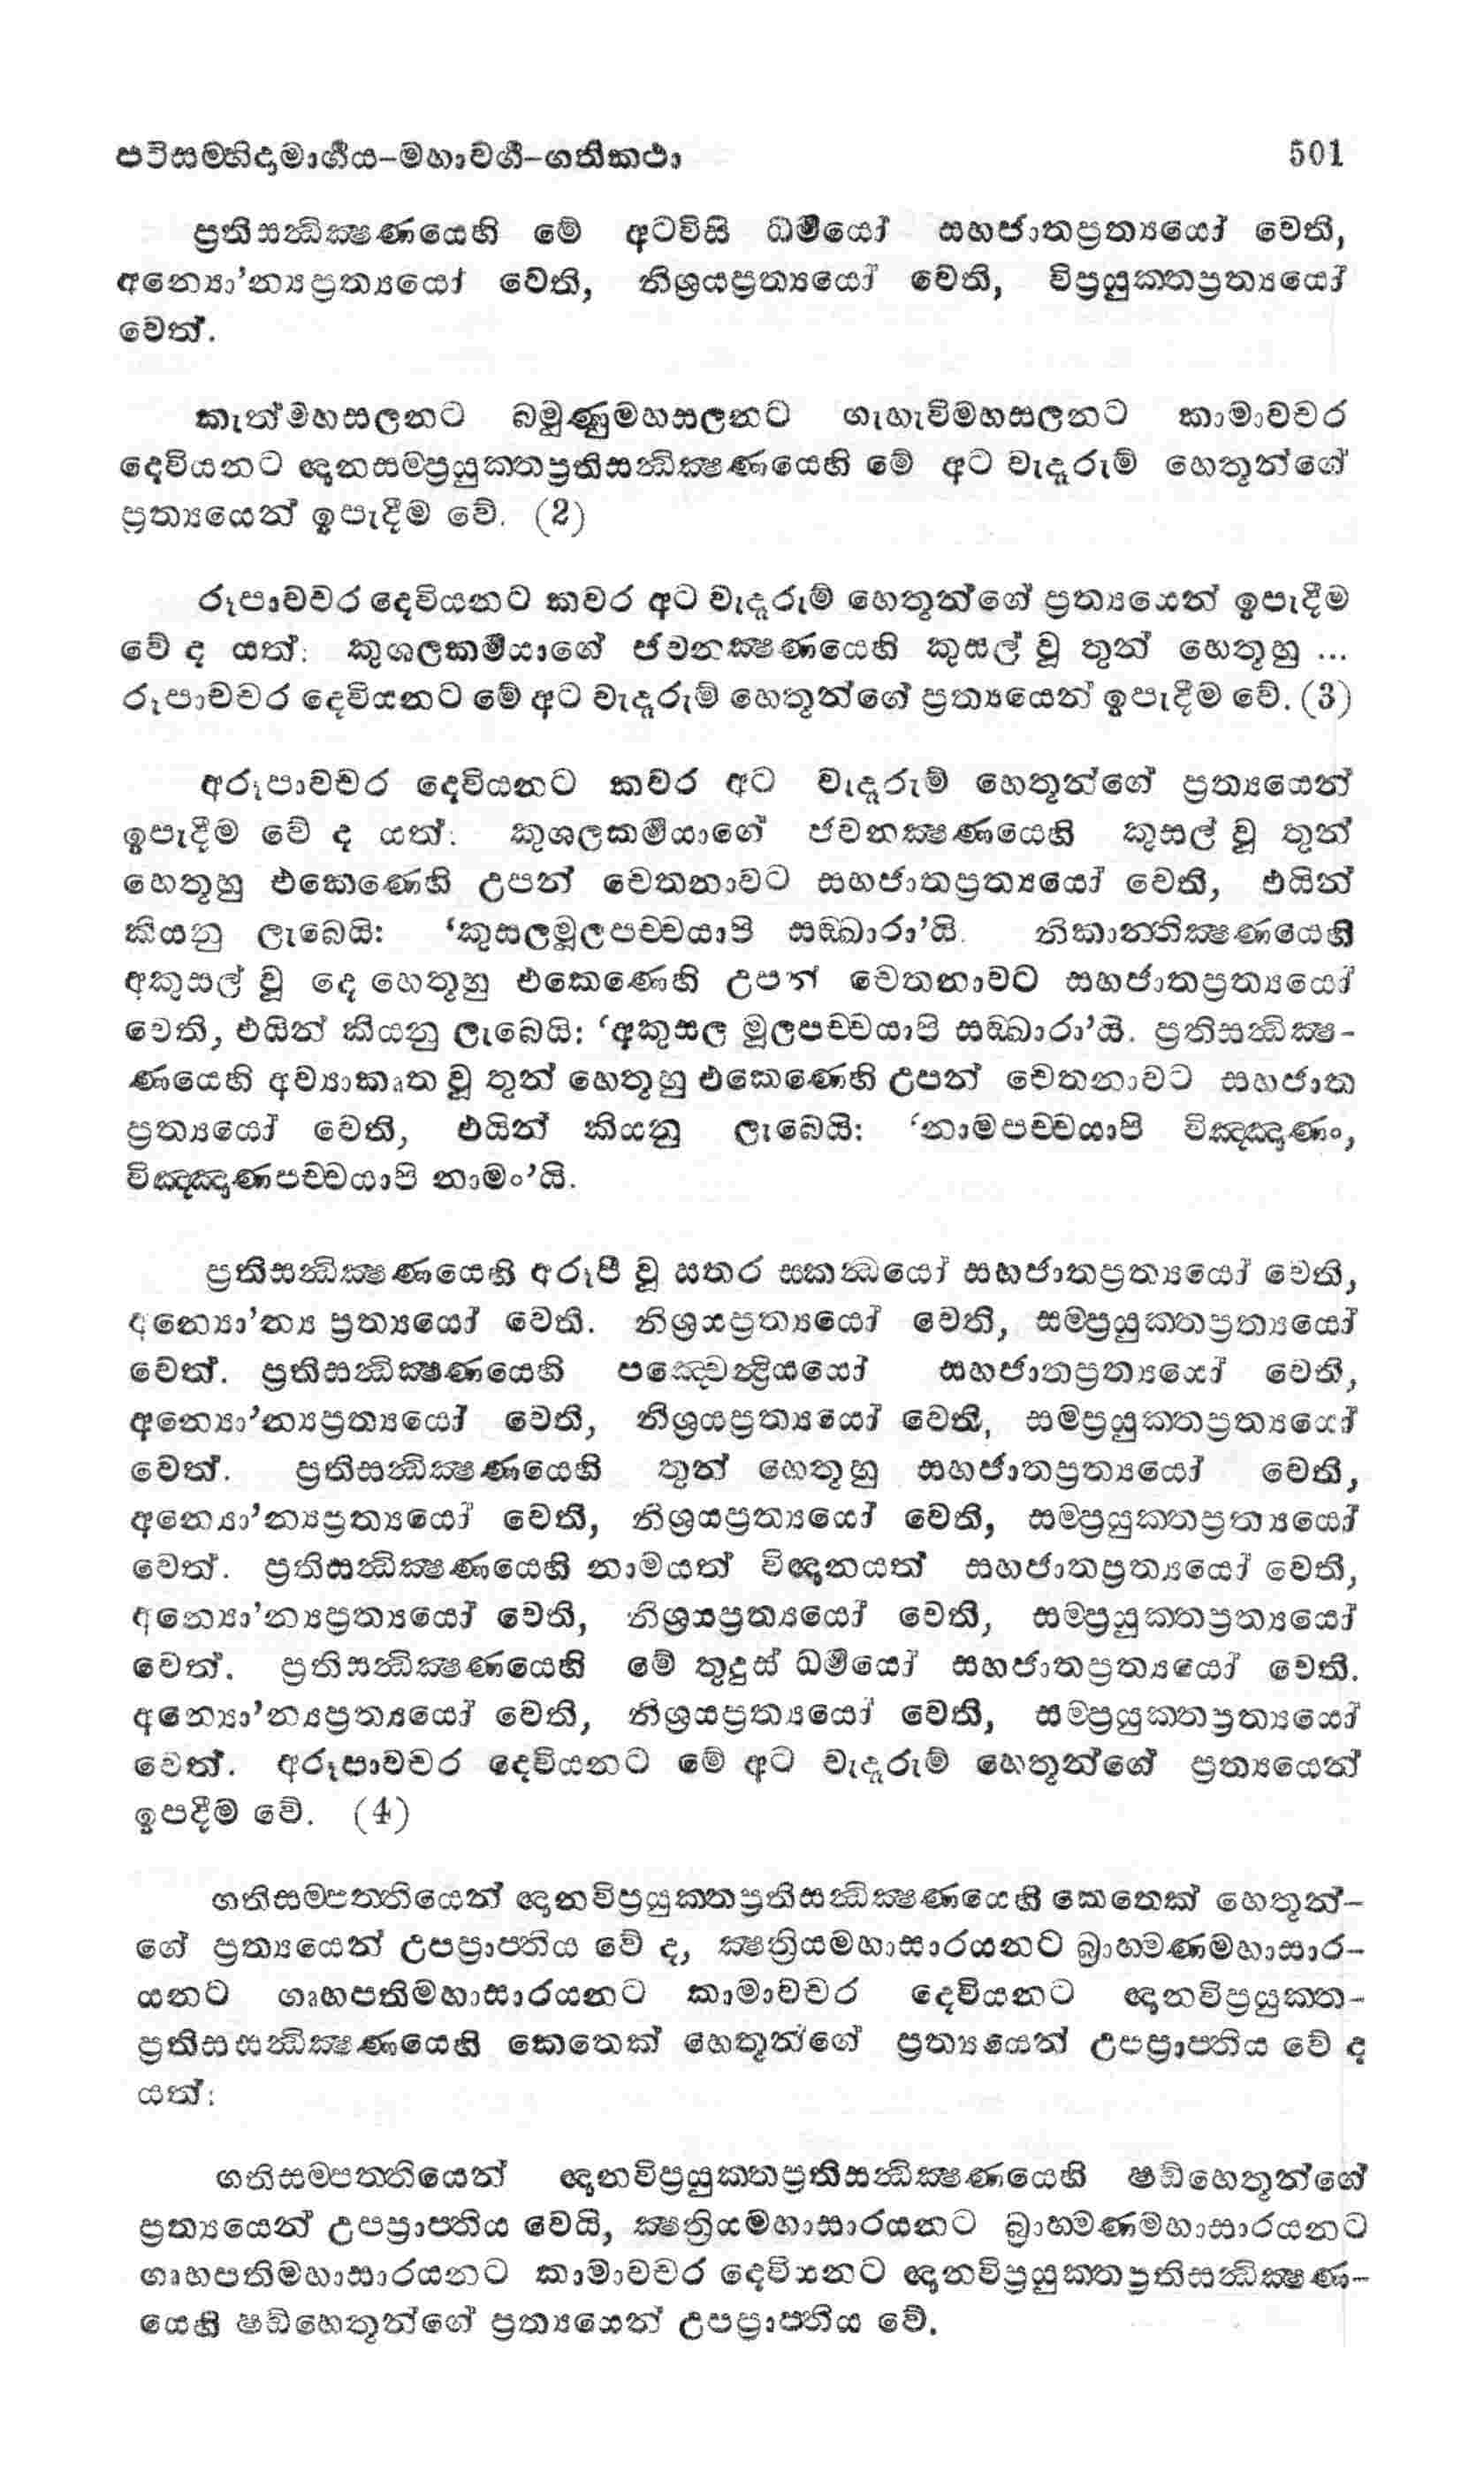 පටිසම්භිදාමාර්ගය-මහාවර්ග-ගතිකථා 501
ප්‍රතිසන්ධික්ෂණයෙහි මේ අටවිසි ධර්මයෝ සහජාතප්‍රත්‍යයෝ වෙති,
අන්‍යො'න්‍යප්‍රත්‍යයෝ වෙති, නිශ්‍රයප්‍රත්‍යයෝ වෙති, විප්‍රයුක්තප්‍රත්‍යයෝ
වෙත්.
කැත්මහසලනට බමුණුමහසලනට ගැහැවිමහසලනට කාමාවචර
දෙවියනට ඥානසම්ප්‍රයුක්තප්‍රතිසන්ධික්ෂණයෙහි මේ අට වැදෑරුම් හෙතූන්ගේ
ප්‍රත්‍යයෙන් ඉපැදීම වේ. (2)
රූපාවචර දෙවියනට කවර අට වැදෑරුම් හෙතූන්ගේ ප්‍රත්‍යයෙන් ඉපැදීම
වේ ද යත්: කුශලකර්මයාගේ ජවනක්ෂණයෙහි කුසල් වූ තුන් හෙතූහු ...
රූපාවචර දෙවියනට මේ අට වැදෑරුම් හෙතූන්ගේ ප්‍රත්‍යයෙන් ඉපැදීම වේ. (3)
අරූපාවචර දෙවියනට කවර අට වැදෑරුම් හෙතූන්ගේ ප්‍රත්‍යයෙන්
ඉපැදීම වේ ද යත්: කුශලකර්මයාගේ ජවනක්ෂණයෙහි කුසල් වූ තුන්
හෙතූහු එකෙණෙහි උපන් චෙතනාවට සහජාතප්‍රත්‍යයෝ වෙති, එයින්
කියනු ලැබෙයි: 'කුසලමූලපච්චයාපි සඞ්ඛාරා'යි. නිකාන්තික්ෂණයෙහි
අකුසල් වූ දෙ හෙතූහු එකෙණෙහි උපන් චෙතනාවට සහජාතප්‍රත්‍යයෝ
වෙති, එයින් කියනු ලැබෙයි: 'අකුසල මූලපච්චයාපි සඞ්ඛාරා'යි. ප්‍රතිසන්ධික්ෂ-
ණයෙහි අව්‍යාකෘත වූ තුන් හෙතූහු එකෙණෙහි උපන් චෙතනාවට සහජාත
ප්‍රත්‍යයෝ වෙති, එයින් කියනු ලැබෙයි: 'නාමපච්චයාපි විඤ්ඤාණං,
විඤ්ඤාණපච්චයාපි නාමං'යි.
ප්‍රතිසන්ධික්ෂණයෙහි අරූපී වූ සතර ස්කන්ධයෝ සහජාතප්‍රත්‍යයෝ වෙති,
අන්‍යො'න්‍ය ප්‍රත්‍යයෝ වෙති. නිශ්‍රයප්‍රත්‍යයෝ වෙති, සම්ප්‍රයුක්තප්‍රත්‍යයෝ
වෙත්. ප්‍රතිසන්ධික්ෂණයෙහි පඤ්චෙන්ද්‍රියයෝ සහජාතප්‍රත්‍යයෝ වෙති,
අන්‍යො'න්‍යප්‍රත්‍යයෝ වෙති, නිශ්‍රයප්‍රත්‍යයෝ වෙති, සම්ප්‍රයුක්තප්‍රත්‍යයෝ
වෙත්. ප්‍රතිසන්ධික්ෂණයෙහි තුන් හෙතූහු සහජාතප්‍රත්‍යයෝ වෙති,
අන්‍යො'න්‍යප්‍රත්‍යයෝ වෙති, නිශ්‍රයප්‍රත්‍යයෝ වෙති, සම්ප්‍රයුක්තප්‍රත්‍යයෝ
වෙත්. ප්‍රතිසන්ධික්ෂණයෙහි නාමයත් විඥානයත් සහජාතප්‍රත්‍යයෝ වෙති,
අන්‍යො'න්‍යප්‍රත්‍යයෝ වෙති, නිශ්‍රයප්‍රත්‍යයෝ වෙති, සම්ප්‍රයුක්තප්‍රත්‍යයෝ
වෙත්. ප්‍රතිසන්ධික්ෂණයෙහි මේ තුදුස් ධර්මයෝ සහජාතප්‍රත්‍යයෝ වෙති.
අන්‍යො'න්‍යප්‍රත්‍යයෝ වෙති, නිශ්‍රයප්‍රත්‍යයෝ වෙති, සම්ප්‍රයුක්තප්‍රත්‍යයෝ
වෙත්. අරූපාවචර දෙවියනට මේ අට වැදෑරුම් හෙතූන්ගේ ප්‍රත්‍යයෙන්
ඉපදීම වේ. (4)
ගතිසම්පත්තියෙන් ඥානවිප්‍රයුක්තප්‍රතිසන්ධික්ෂණයෙහි කෙතෙක් හෙතූන්-
ගේ ප්‍රත්‍යයෙන් උපප්‍රාප්තිය වේ ද, ක්ෂත්‍රියමහාසාරයනට බ්‍රාහ්මණමහාසාර-
යනට ගෘහපතිමහාසාරයනට කාමාවචර දෙවියනට ඥානවිප්‍රයුක්ත-
ප්‍රතිසසන්ධික්ෂණයෙහි කෙතෙක් හෙතූන්ගේ ප්‍රත්‍යයෙන් උපප්‍රාප්තිය වේ ද
යත්:
ගතිසම්පත්තියෙන් ඥානවිප්‍රයුක්තප්‍රතිසන්ධික්ෂණයෙහි ෂඩ්හෙතූන්ගේ
ප්‍රත්‍යයෙන් උපප්‍රාප්තිය වෙයි, ක්ෂත්‍රියමහාසාරයනට බ්‍රාහ්මණමහාසාරයනට
ගෘහපතිමහාසාරයනට කාමාවචර දෙවියනට ඥානවිප්‍රයුක්තප්‍රතිසන්ධික්ෂණ-
යෙහි ෂඩ්හෙතූන්ගේ ප්‍රත්‍යයෙන් උපප්‍රාප්තිය වේ.